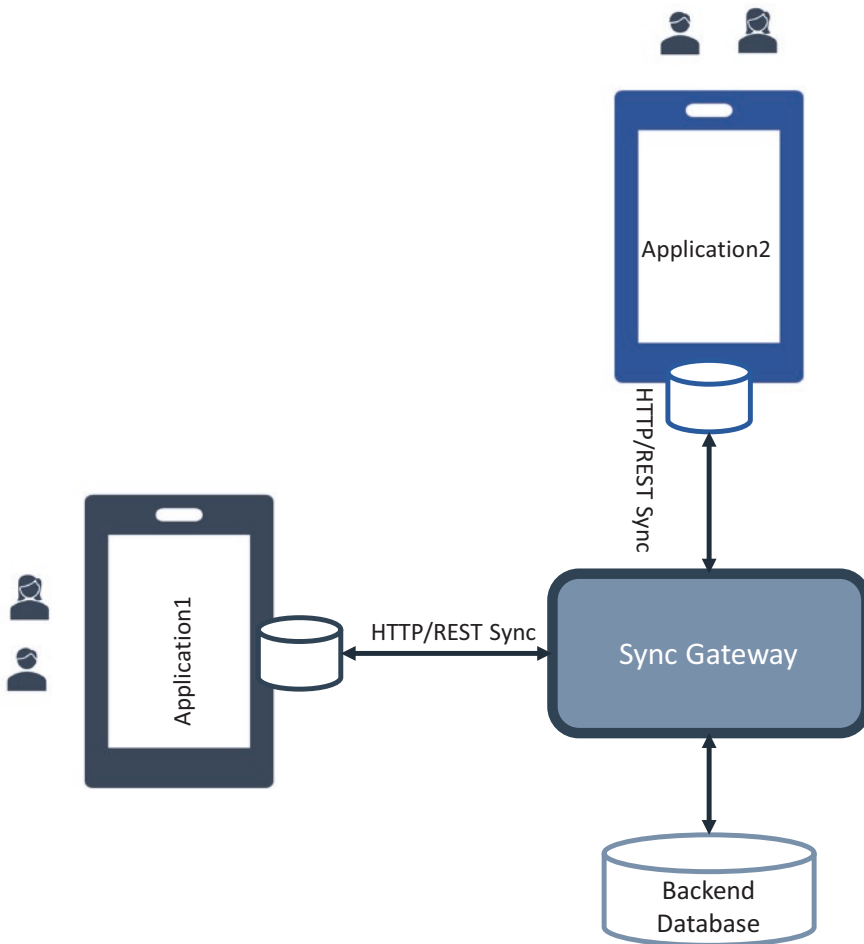 Application2
HTTP/REST Sync
Application1
HTTP/REST Sync
Sync Gateway
Backend
Database